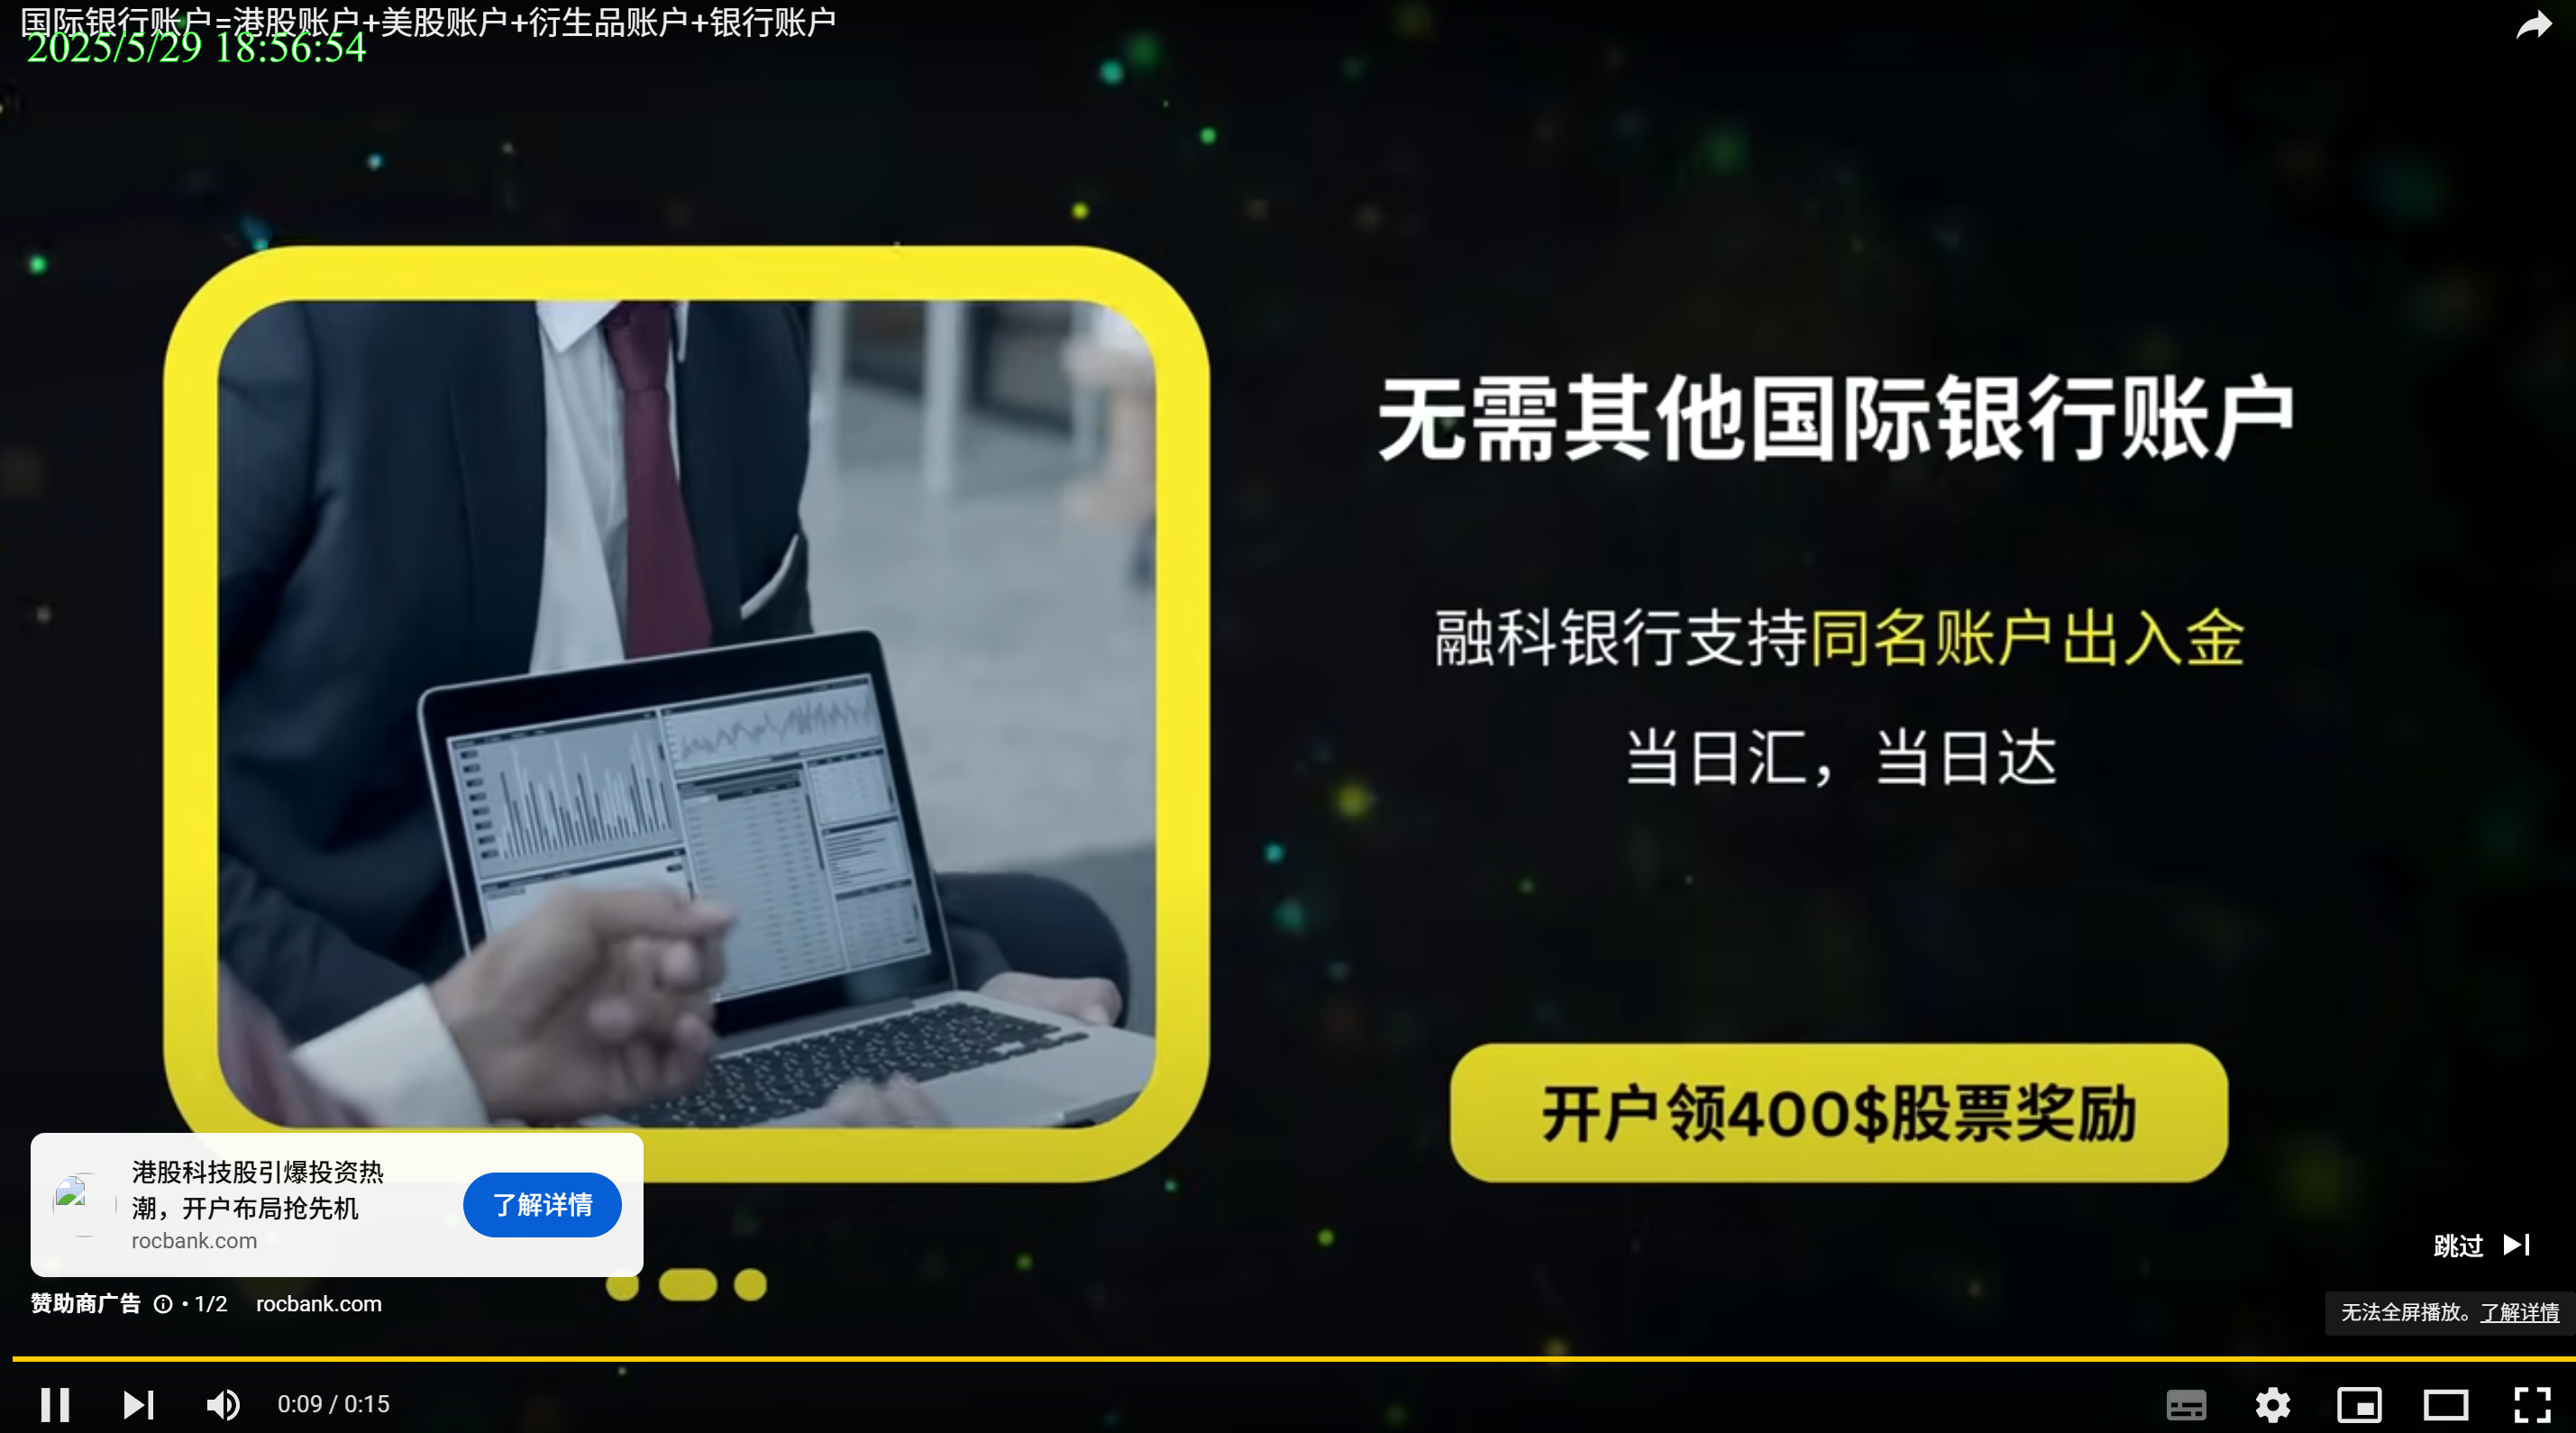 国际银行账户=港股账户+美股账户+衍生品账户+银行账户
2025/5/29 18:56:54
无需其他国际银行账户
融科银行支持同名账户出入金
当日汇，当日达
开户领400$股票奖励
港股科技股引爆投资热
潮，开户布局抢先机
rocbank.com
了解详情
跳过
赞助商广告 • 1/2 rocbank.com
无法全屏播放。了解详情
0:09 / 0:15